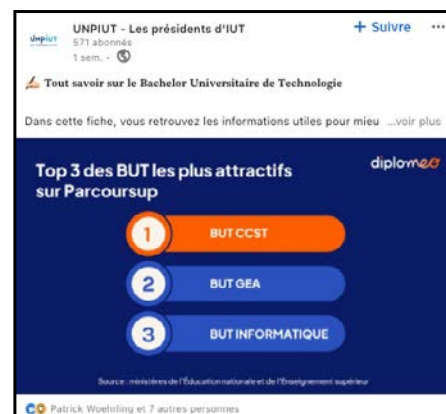 UNPIUT
UNPIUT - Les présidents d'IUT
+ Suivre ...
571 abonnés
1 sem. •
Tout savoir sur le Bachelor Universitaire de Technologie
Dans cette fiche, vous retrouvez les informations utiles pour mieu ...voir plus
Top 3 des BUT les plus attractifs
sur Parcoursup
diplomeo
1 BUT CCST
2 BUT GEA
3 BUT INFORMATIQUE
Source : ministères de l'Éducation nationale et de l'Enseignement supérieur
Patrick Woehrling et 7 autres personnes